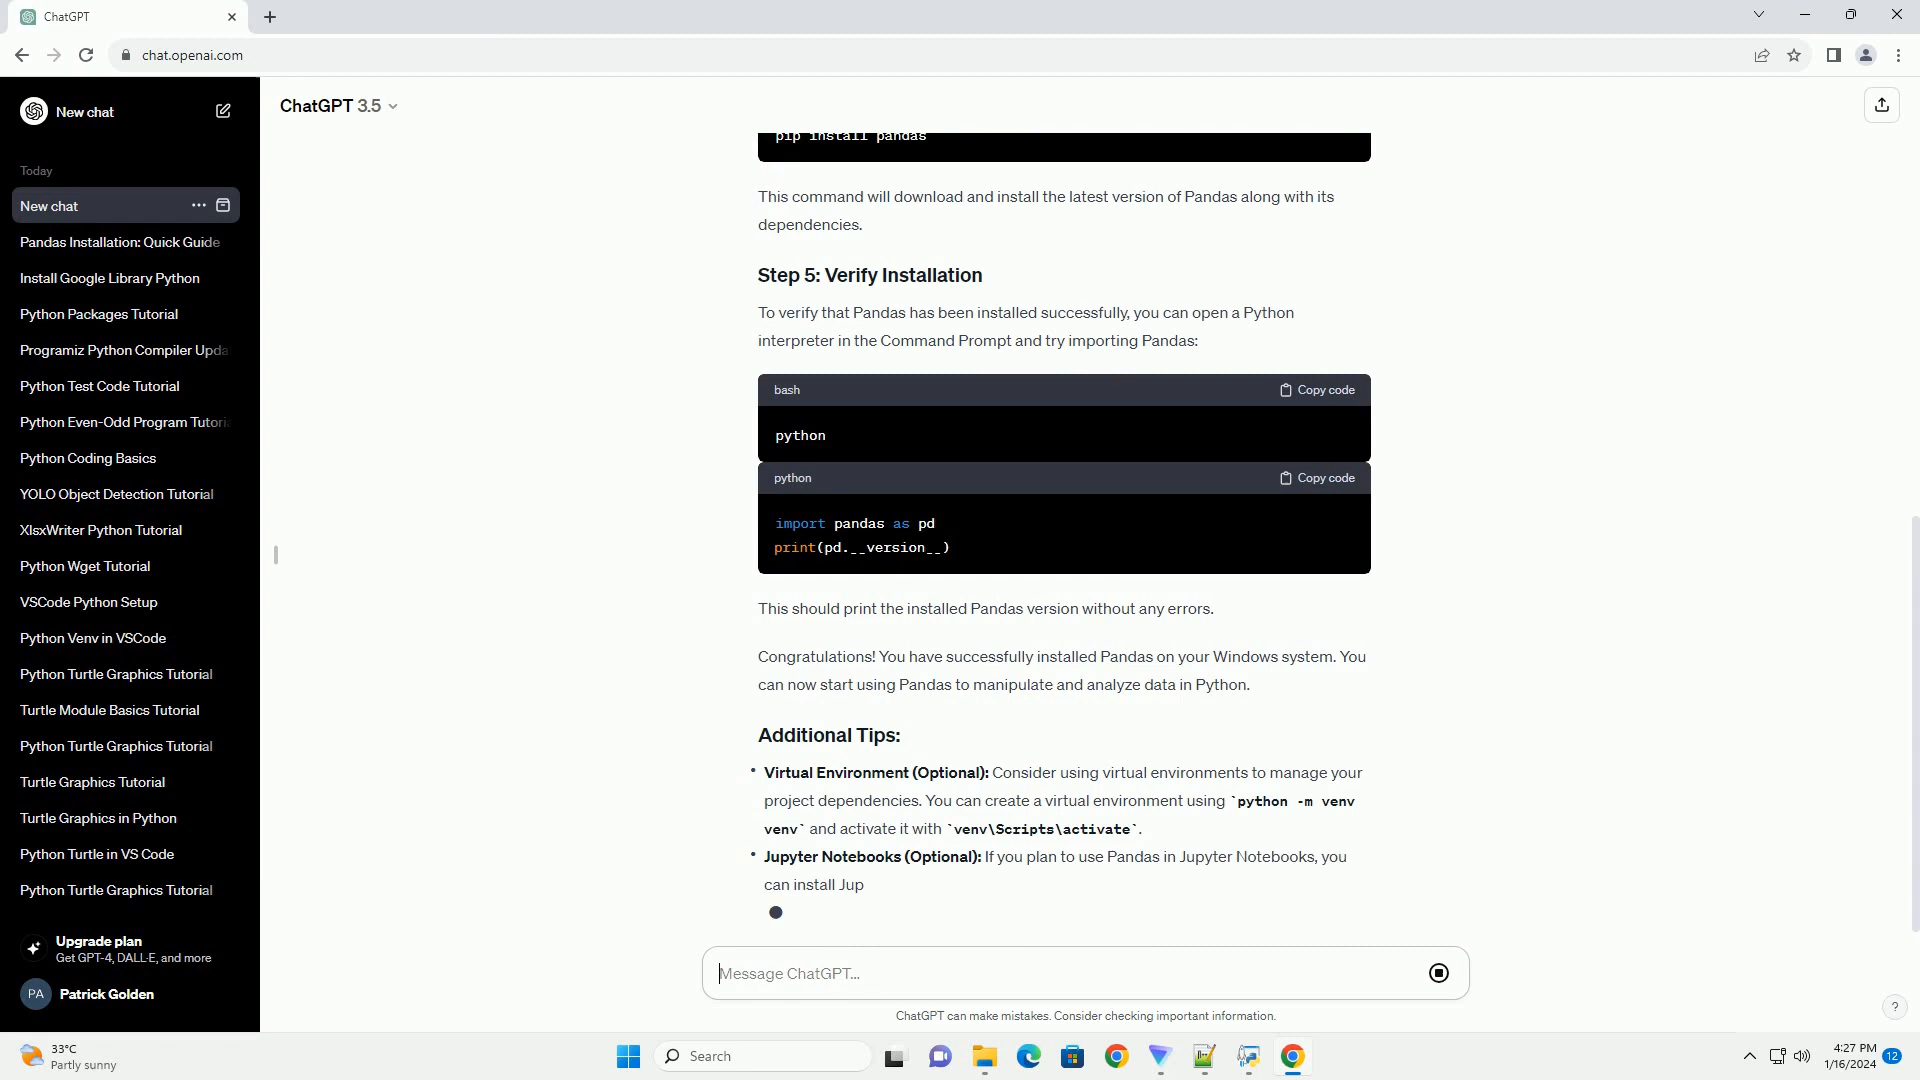 ChatGPT
chat.openai.com
New chat
ChatGPT 3.5
Today
New chat
Pandas Installation: Quick Guide
Install Google Library Python
Python Packages Tutorial
Programiz Python Compiler Upda
Python Test Code Tutorial
Python Even-Odd Program Tutori
Python Coding Basics
YOLO Object Detection Tutorial
XlsxWriter Python Tutorial
Python Wget Tutorial
VSCode Python Setup
Python Venv in VSCode
Python Turtle Graphics Tutorial
Turtle Module Basics Tutorial
Python Turtle Graphics Tutorial
Turtle Graphics Tutorial
Turtle Graphics in Python
Python Turtle in VS Code
Python Turtle Graphics Tutorial
Upgrade plan
Get GPT-4, DALL·E, and more
PA Patrick Golden
pip install pandas
This command will download and install the latest version of Pandas along with its
dependencies.
Step 5: Verify Installation
To verify that Pandas has been installed successfully, you can open a Python
interpreter in the Command Prompt and try importing Pandas:
bash Copy code
python
python Copy code
import pandas as pd
print(pd.__version__)
This should print the installed Pandas version without any errors.
Congratulations! You have successfully installed Pandas on your Windows system. You
can now start using Pandas to manipulate and analyze data in Python.
Additional Tips:
• Virtual Environment (Optional): Consider using virtual environments to manage your
project dependencies. You can create a virtual environment using `python -m venv
venv` and activate it with `venv\Scripts\activate`.
• Jupyter Notebooks (Optional): If you plan to use Pandas in Jupyter Notebooks, you
can install Jup
Message ChatGPT...
ChatGPT can make mistakes. Consider checking important information.
?
33°C
Partly sunny
Search
4:27 PM
1/16/2024
12